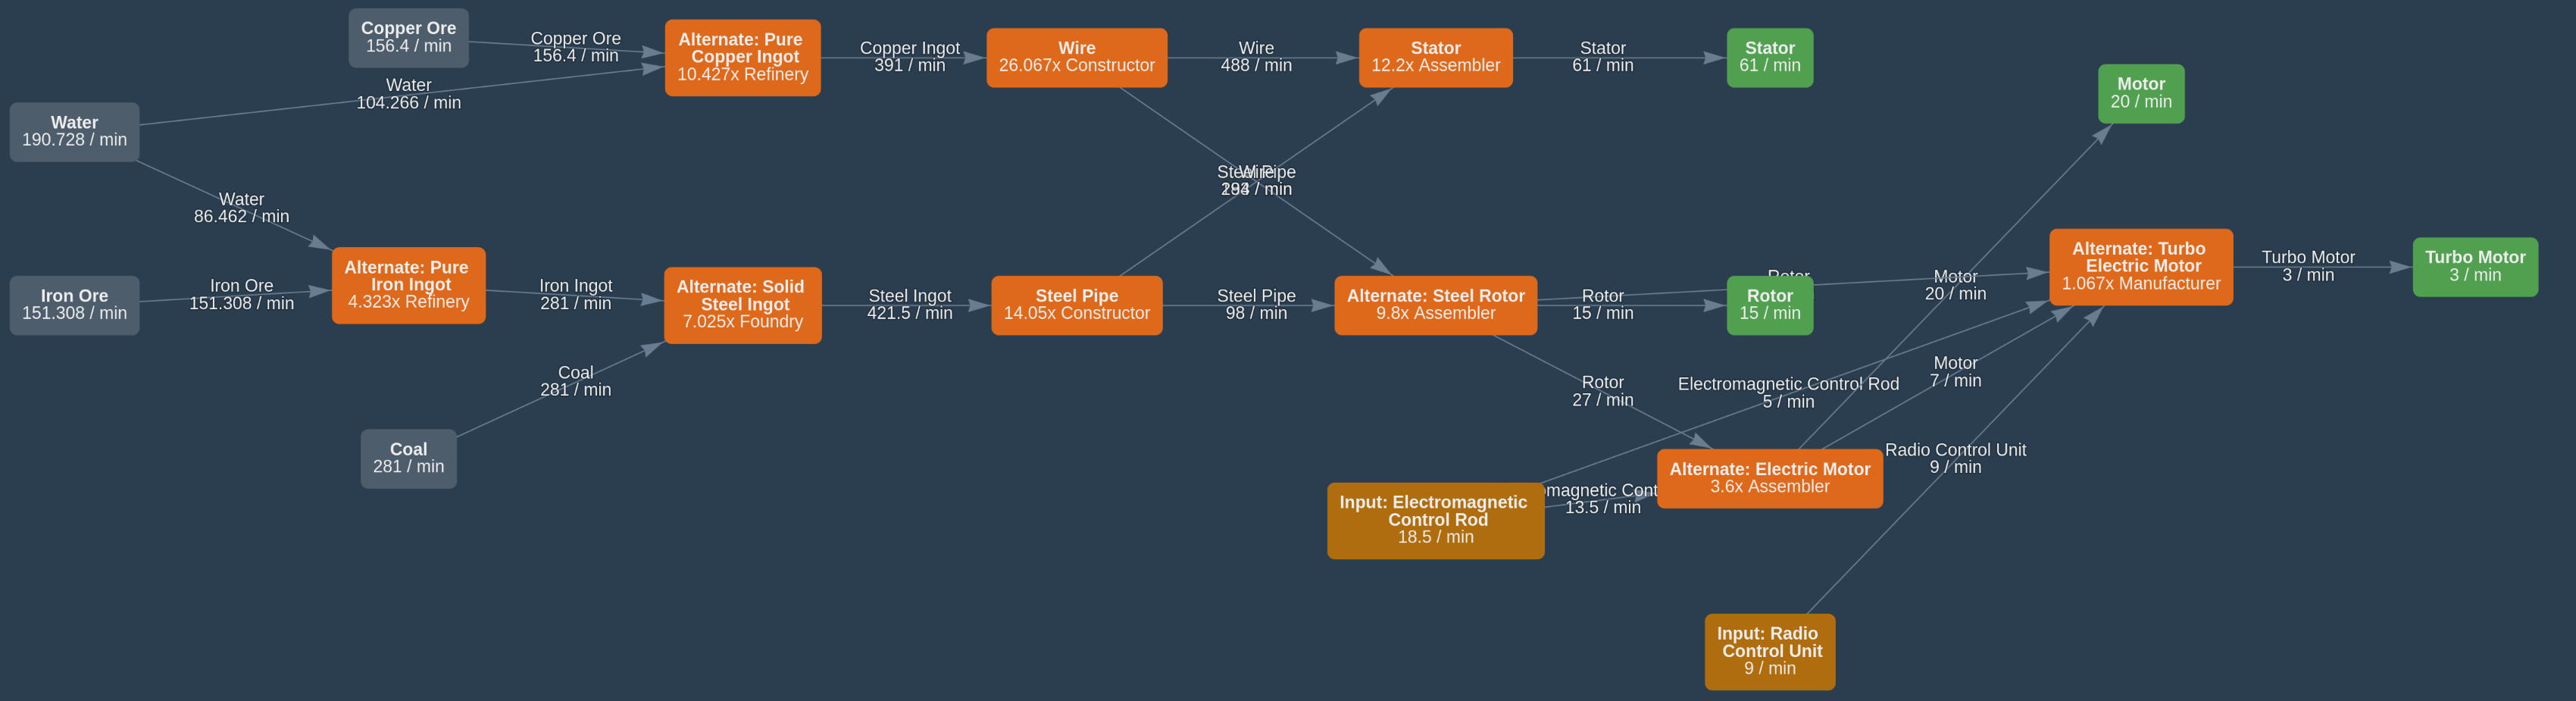 Copper Ore
156.4 / min
Copper Ore
156.4 / min
Alternate: Pure
Copper Ingot
10.427x Refinery
Copper Ingot
391 / min
Wire
26.067x Constructor
Wire
488 / min
Stator
12.2x Assembler
Stator
61 / min
Stator
61 / min
Motor
20 / min
Water
190.728 / min
Water
104.266 / min
Water
86.462 / min
Steel Pipe
Wire
/ min
Iron Ore
151.308 / min
Iron Ore
151.308 / min
Alternate: Pure
Iron Ingot
4.323x Refinery
Iron Ingot
281 / min
Alternate: Solid
Steel Ingot
7.025x Foundry
Steel Ingot
421.5 / min
Steel Pipe
14.05x Constructor
Steel Pipe
98 / min
Alternate: Steel Rotor
9.8x Assembler
Rotor
Rotor
15 / min
Rotor
15 / min
Motor
20 / min
Alternate: Turbo
Electric Motor
1.067x Manufacturer
Turbo Motor
3 / min
Turbo Motor
3 / min
Coal
281 / min
Coal
281 / min
Rotor
27 / min
Electromagnetic Control Rod
5 / min
Motor
7 / min
Alternate: Electric Motor
3.6x Assembler
Radio Control Unit
9 / min
Input: Electromagnetic
Control Rod
18.5 / min
13.5 / min
Input: Radio
Control Unit
9 / min